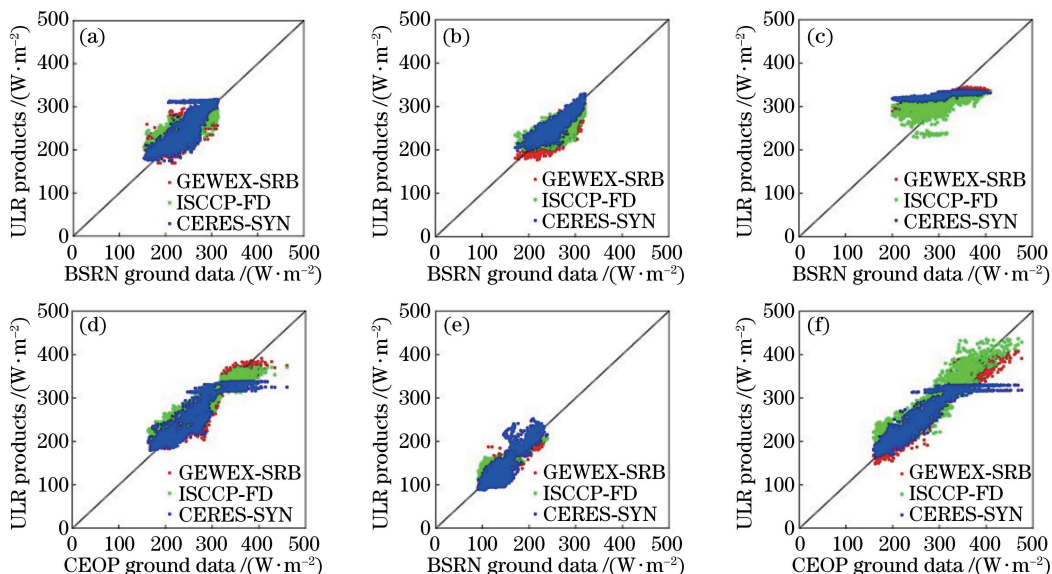 500
(a)
ULR products /(W·m⁻²)
400
300
200
100
0
GEWEX-SRB
ISCCP-FD
CERES-SYN
0 100 200 300 400 500
BSRN ground data /(W·m⁻²)
500
(b)
ULR products /(W·m⁻²)
400
300
200
100
0
GEWEX-SRB
ISCCP-FD
CERES-SYN
0 100 200 300 400 500
BSRN ground data /(W·m⁻²)
500
(c)
ULR products /(W·m⁻²)
400
300
200
100
0
GEWEX-SRB
ISCCP-FD
CERES-SYN
0 100 200 300 400 500
BSRN ground data /(W·m⁻²)
500
(d)
ULR products /(W·m⁻²)
400
300
200
100
0
GEWEX-SRB
ISCCP-FD
CERES-SYN
0 100 200 300 400 500
CEOP ground data /(W·m⁻²)
500
(e)
ULR products /(W·m⁻²)
400
300
200
100
0
GEWEX-SRB
ISCCP-FD
CERES-SYN
0 100 200 300 400 500
BSRN ground data /(W·m⁻²)
500
(f)
ULR products /(W·m⁻²)
400
300
200
100
0
GEWEX-SRB
ISCCP-FD
CERES-SYN
0 100 200 300 400 500
CEOP ground data /(W·m⁻²)